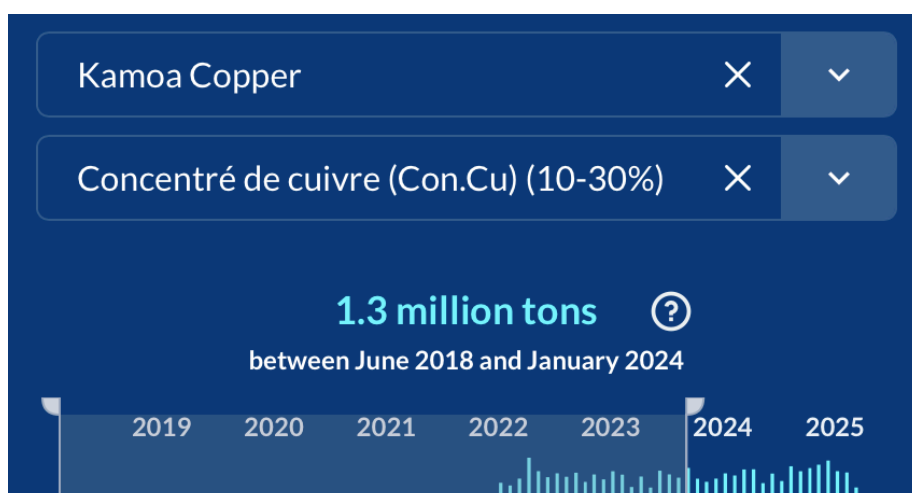 Kamoa Copper
Concentré de cuivre (Con.Cu) (10-30%)
1.3 million tons
between June 2018 and January 2024
2019 2020 2021 2022 2023 2024 2025